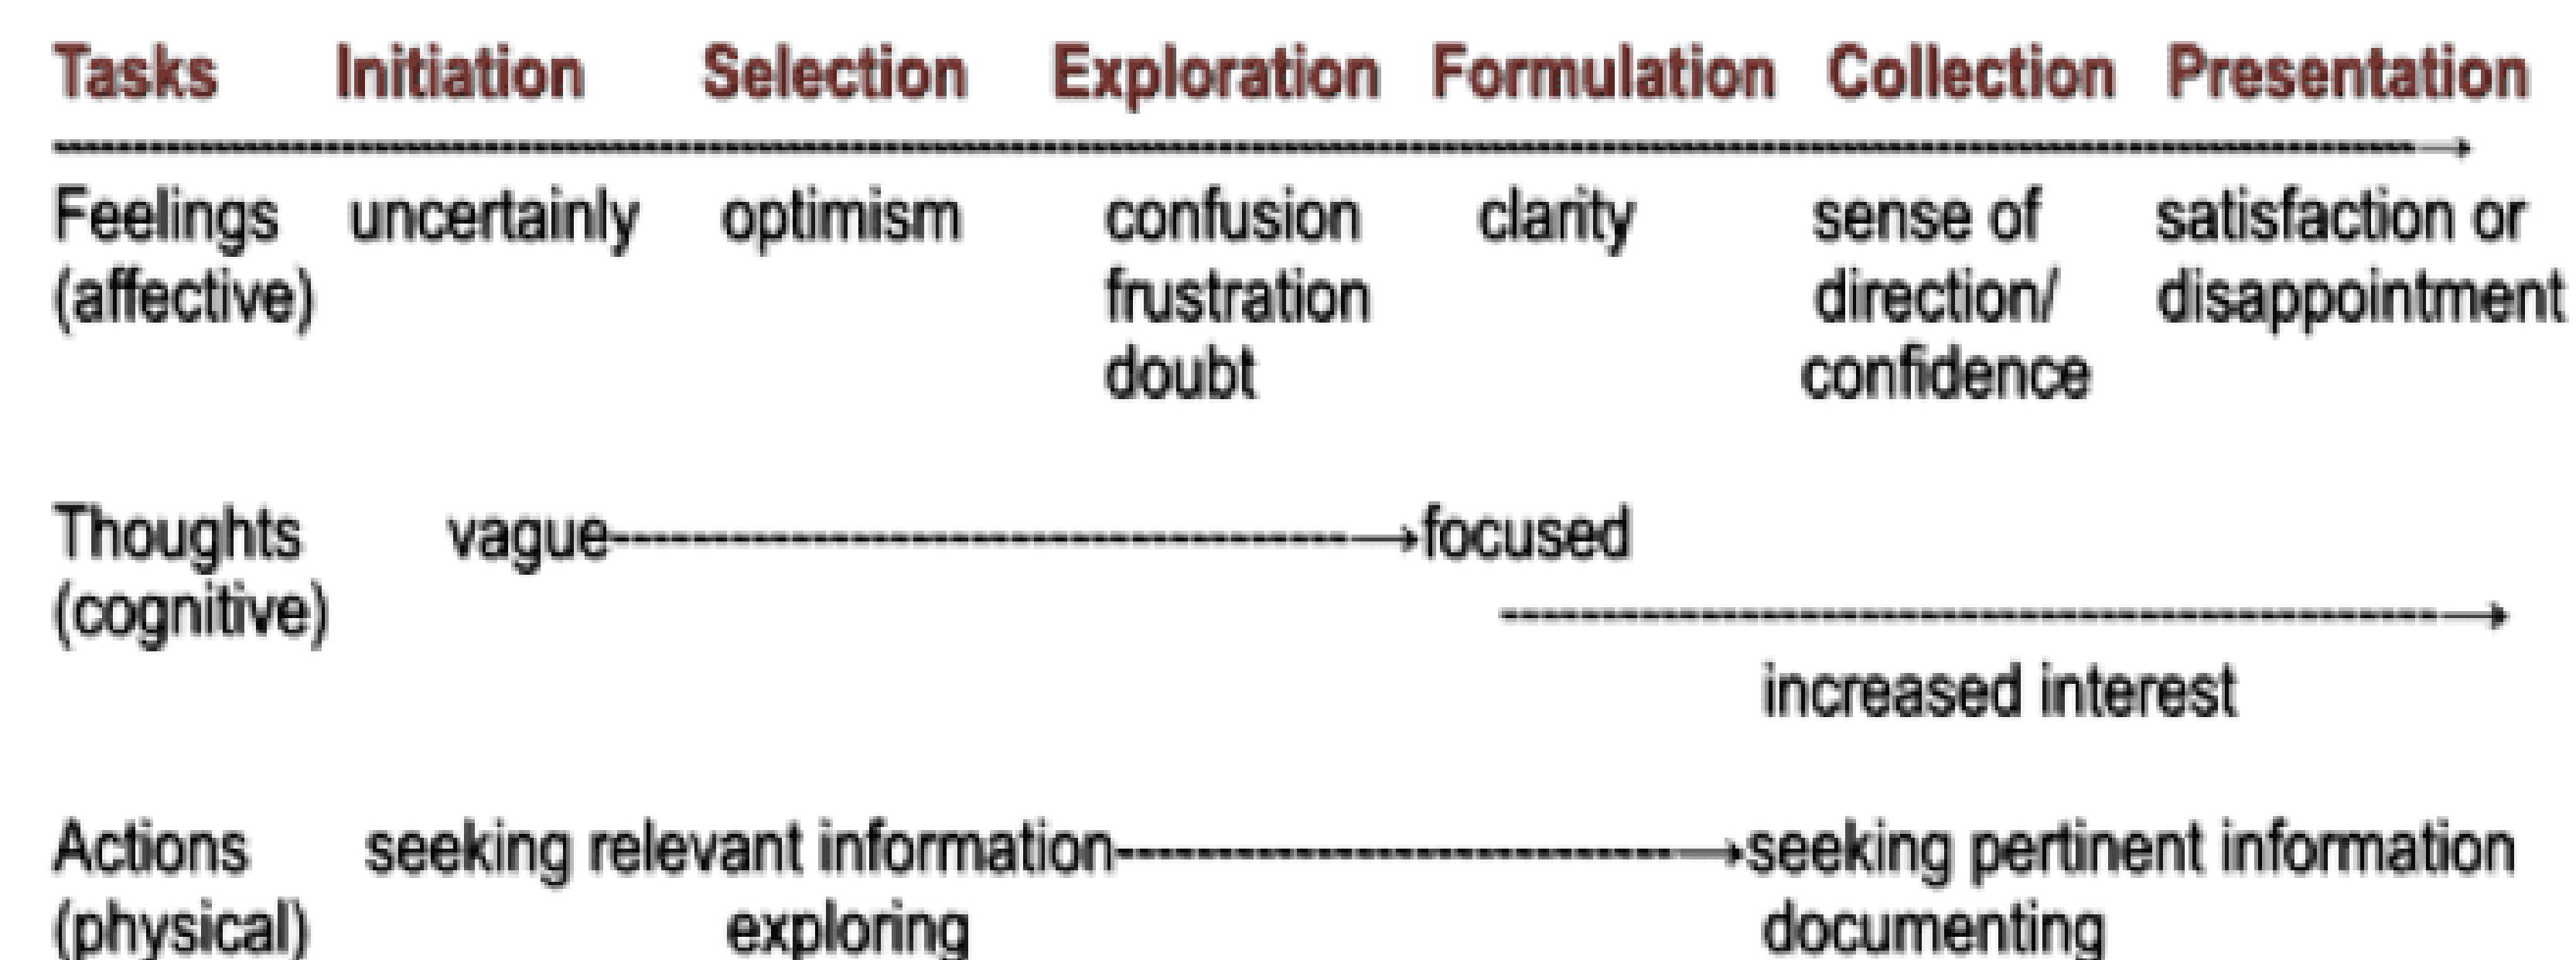 Tasks Initiation Selection Exploration Formulation Collection Presentation
Feelings uncertainly optimism confusion clarity sense of satisfaction or
(affective) frustration direction/ disappointment
doubt confidence
Thoughts vague focused
(cognitive)
increased interest
Actions seeking relevant information seeking pertinent information
(physical) exploring documenting